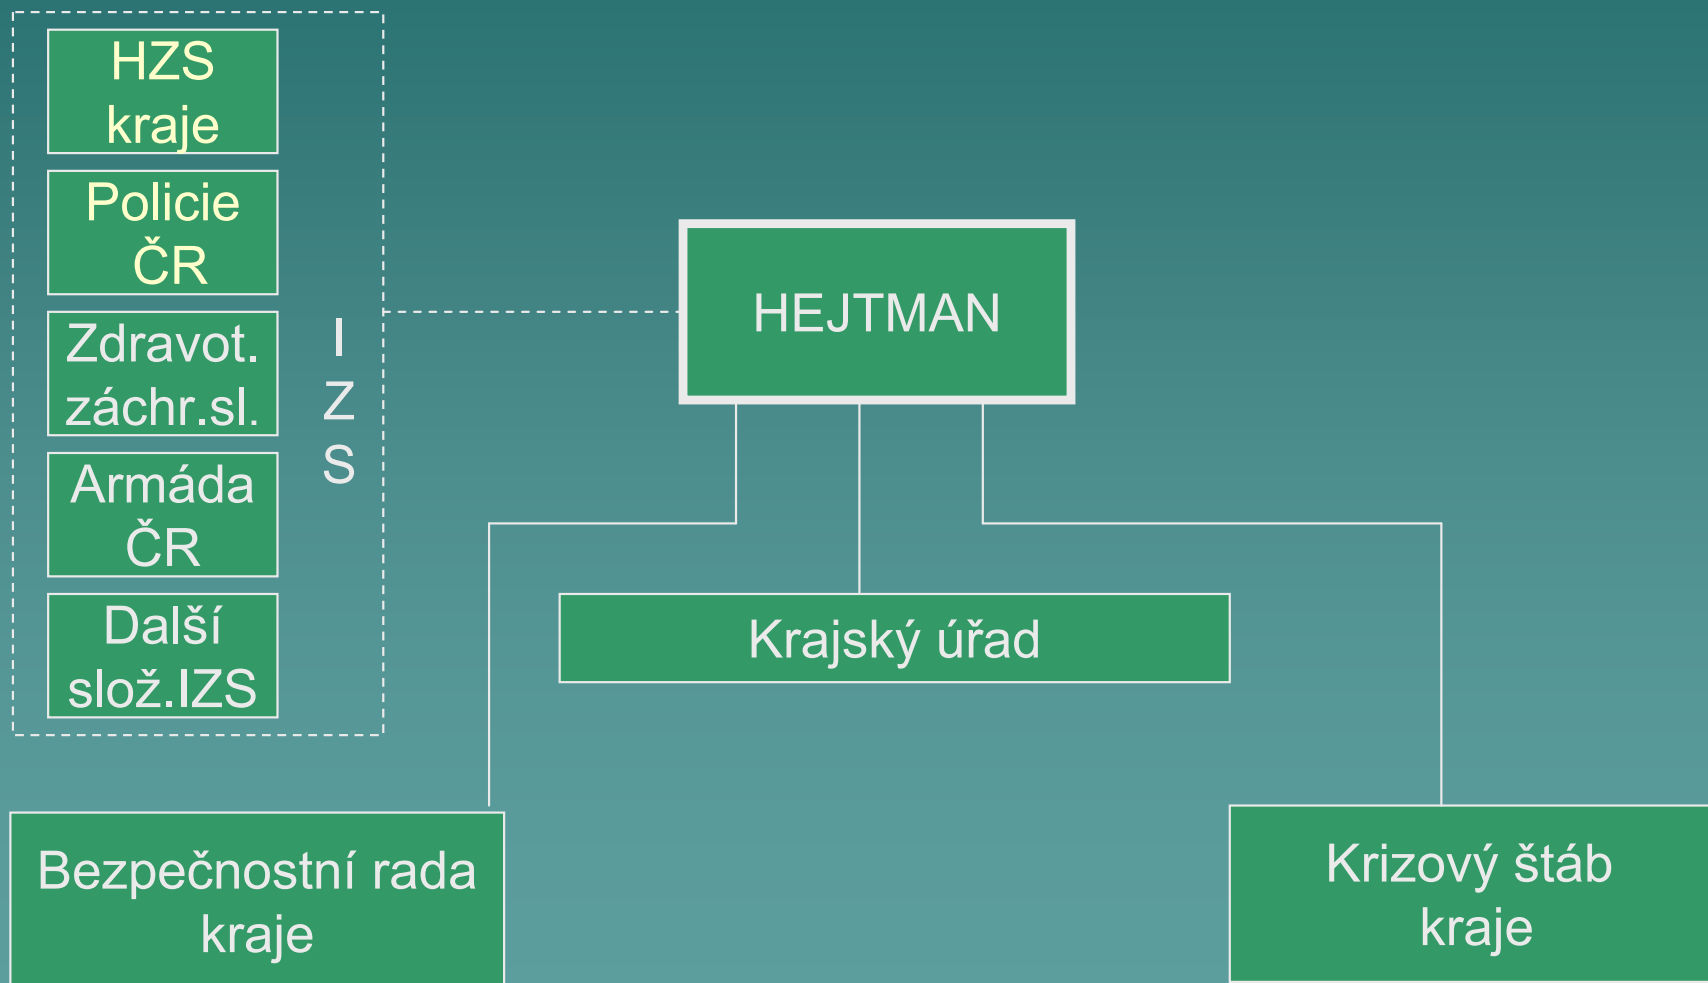 HZS
kraje
Policie
ČR
Zdravot.
záchr.sl.
Armáda
ČR
Další
slož.IZS
I
Z
S
HEJTMAN
Krajský úřad
Bezpečnostní rada
kraje
Krizový štáb
kraje